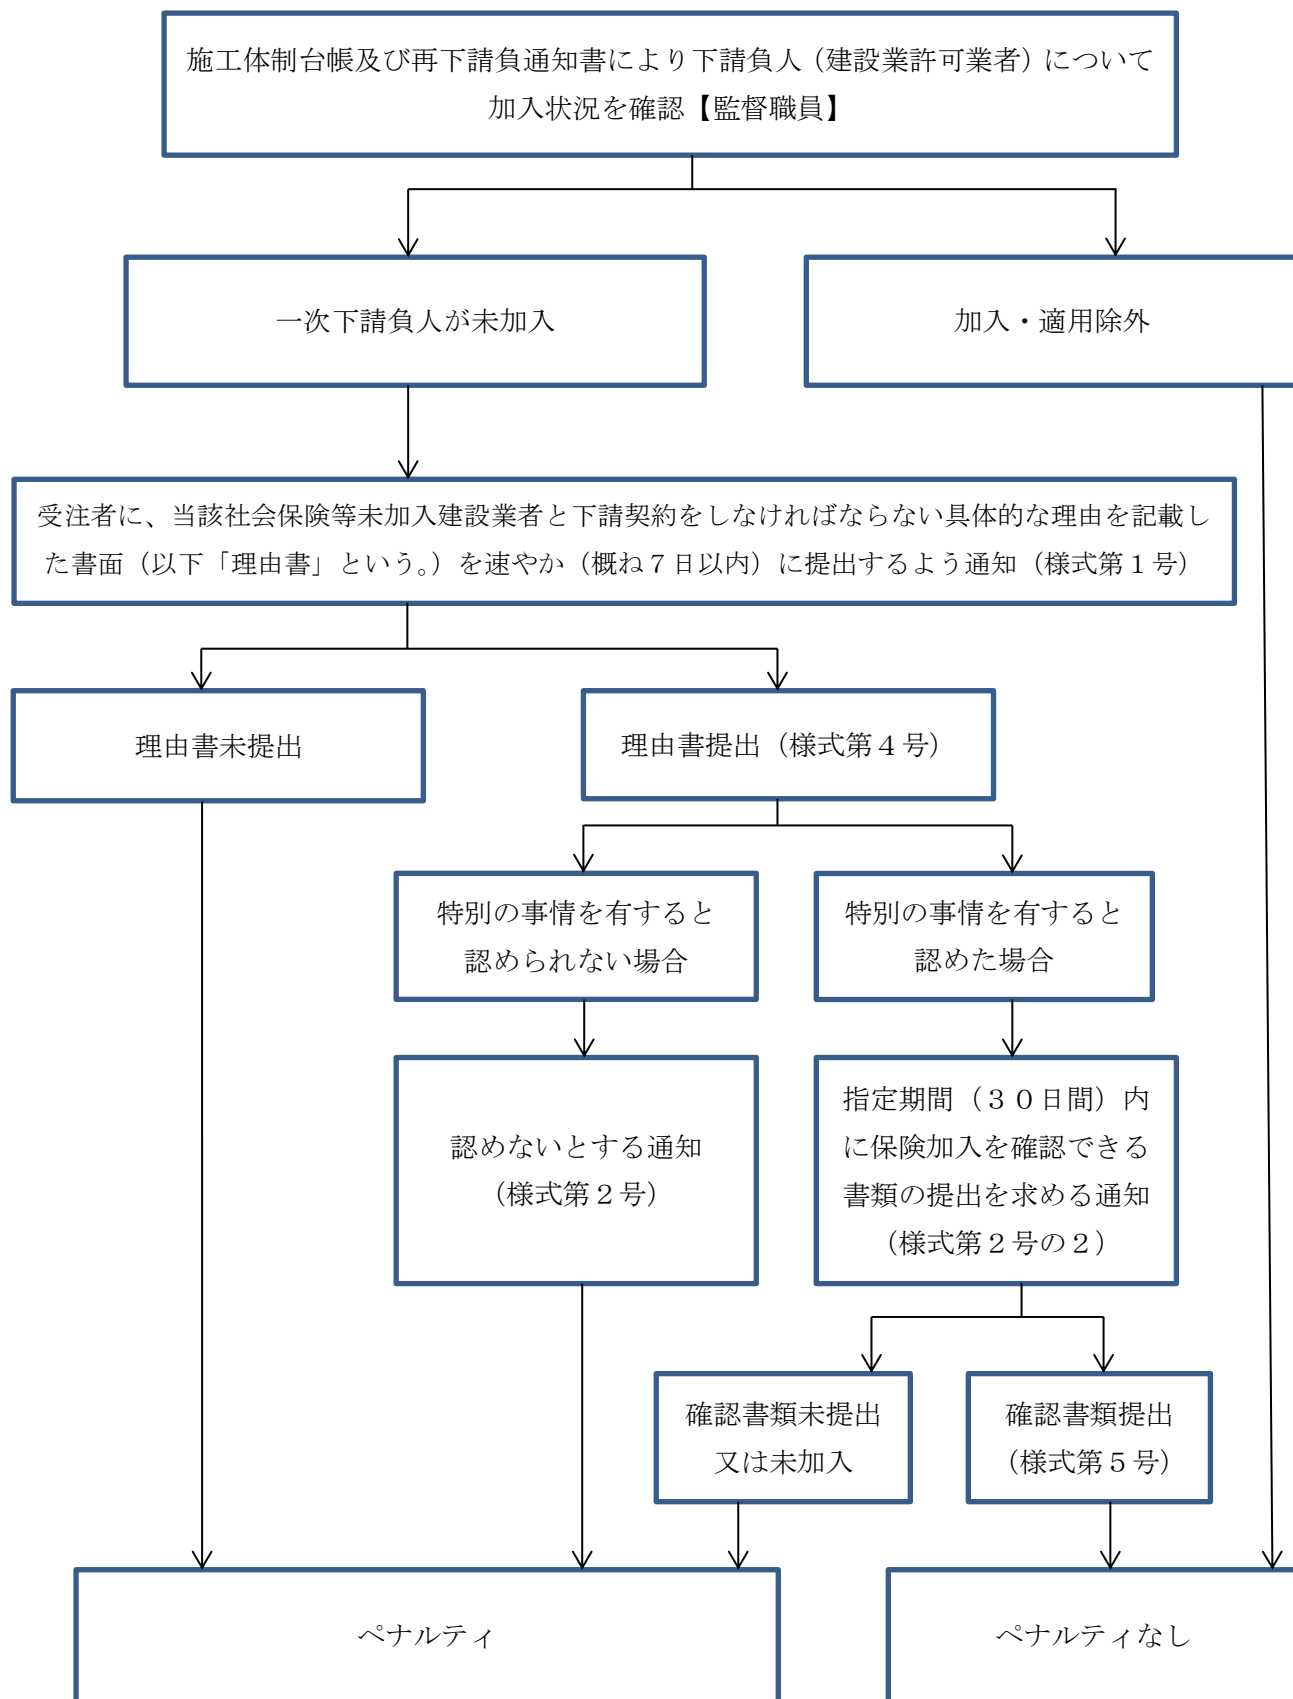 施工体制台帳及び再下請負通知書により下請負人（建設業許可業者）について
加入状況を確認【監督職員】
一次下請負人が未加入
加入・適用除外
受注者に、当該社会保険等未加入建設業者と下請契約をしなければならない具体的な理由を記載し
た書面（以下「理由書」という。）を速やか（概ね７日以内）に提出するよう通知（様式第１号）
理由書未提出
理由書提出（様式第４号）
特別の事情を有すると
認められない場合
特別の事情を有すると
認めた場合
認めないとする通知
（様式第２号）
指定期間（３０日間）内
に保険加入を確認できる
書類の提出を求める通知
（様式第２号の２）
確認書類未提出
又は未加入
確認書類提出
（様式第５号）
ペナルティ
ペナルティなし